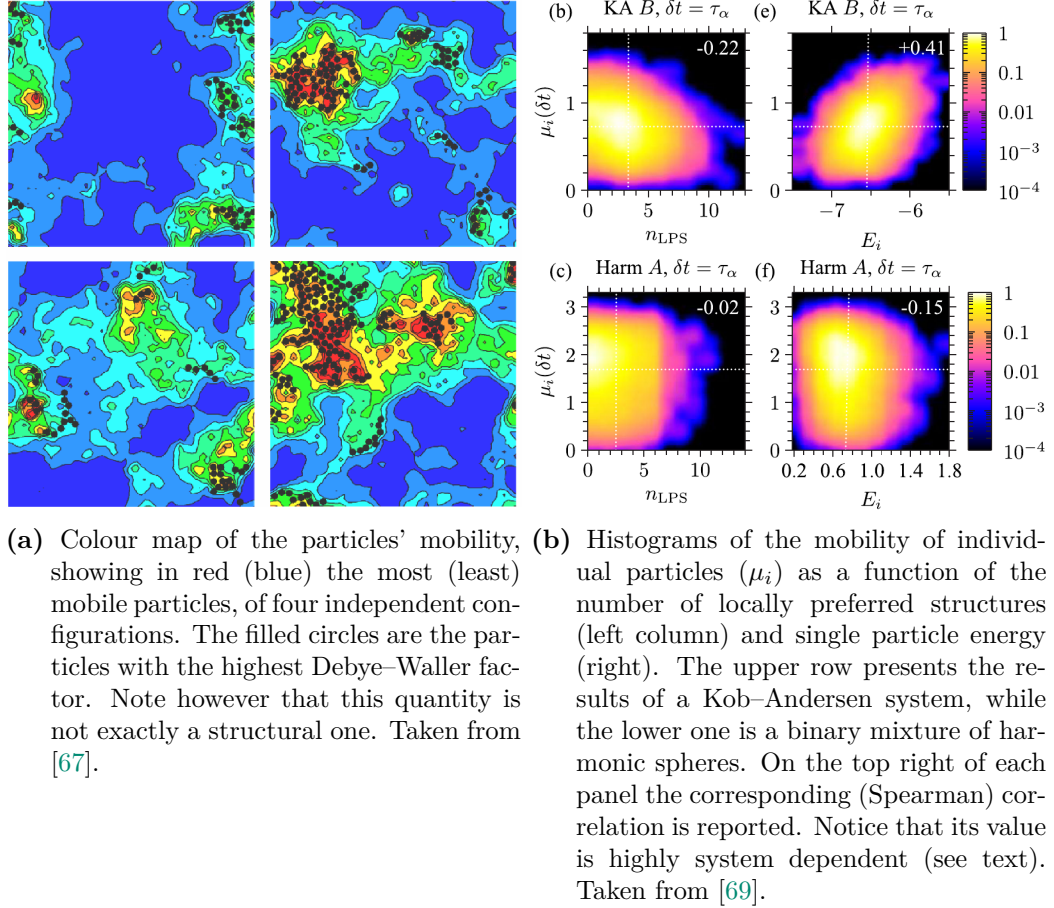 (b) KA B, δt = τα
-0.22
μi(δt)
1
0
0 5 10
nLPS
(e) KA B, δt = τα
+0.41
−7 −6
Ei
1
0.1
0.01
10−3
10−4
(c) Harm A, δt = τα
-0.02
μi(δt)
3
2
1
0
0 5 10
nLPS
(f) Harm A, δt = τα
-0.15
0.2 0.6 1.0 1.4 1.8
Ei
1
0.1
0.01
10−3
10−4
(a) Colour map of the particles’ mobility,
showing in red (blue) the most (least)
mobile particles, of four independent con-
figurations. The filled circles are the par-
ticles with the highest Debye–Waller fac-
tor. Note however that this quantity is
not exactly a structural one. Taken from
[67].
(b) Histograms of the mobility of individ-
ual particles (μi) as a function of the
number of locally preferred structures
(left column) and single particle energy
(right). The upper row presents the re-
sults of a Kob–Andersen system, while
the lower one is a binary mixture of har-
monic spheres. On the top right of each
panel the corresponding (Spearman) cor-
relation is reported. Notice that its value
is highly system dependent (see text).
Taken from [69].